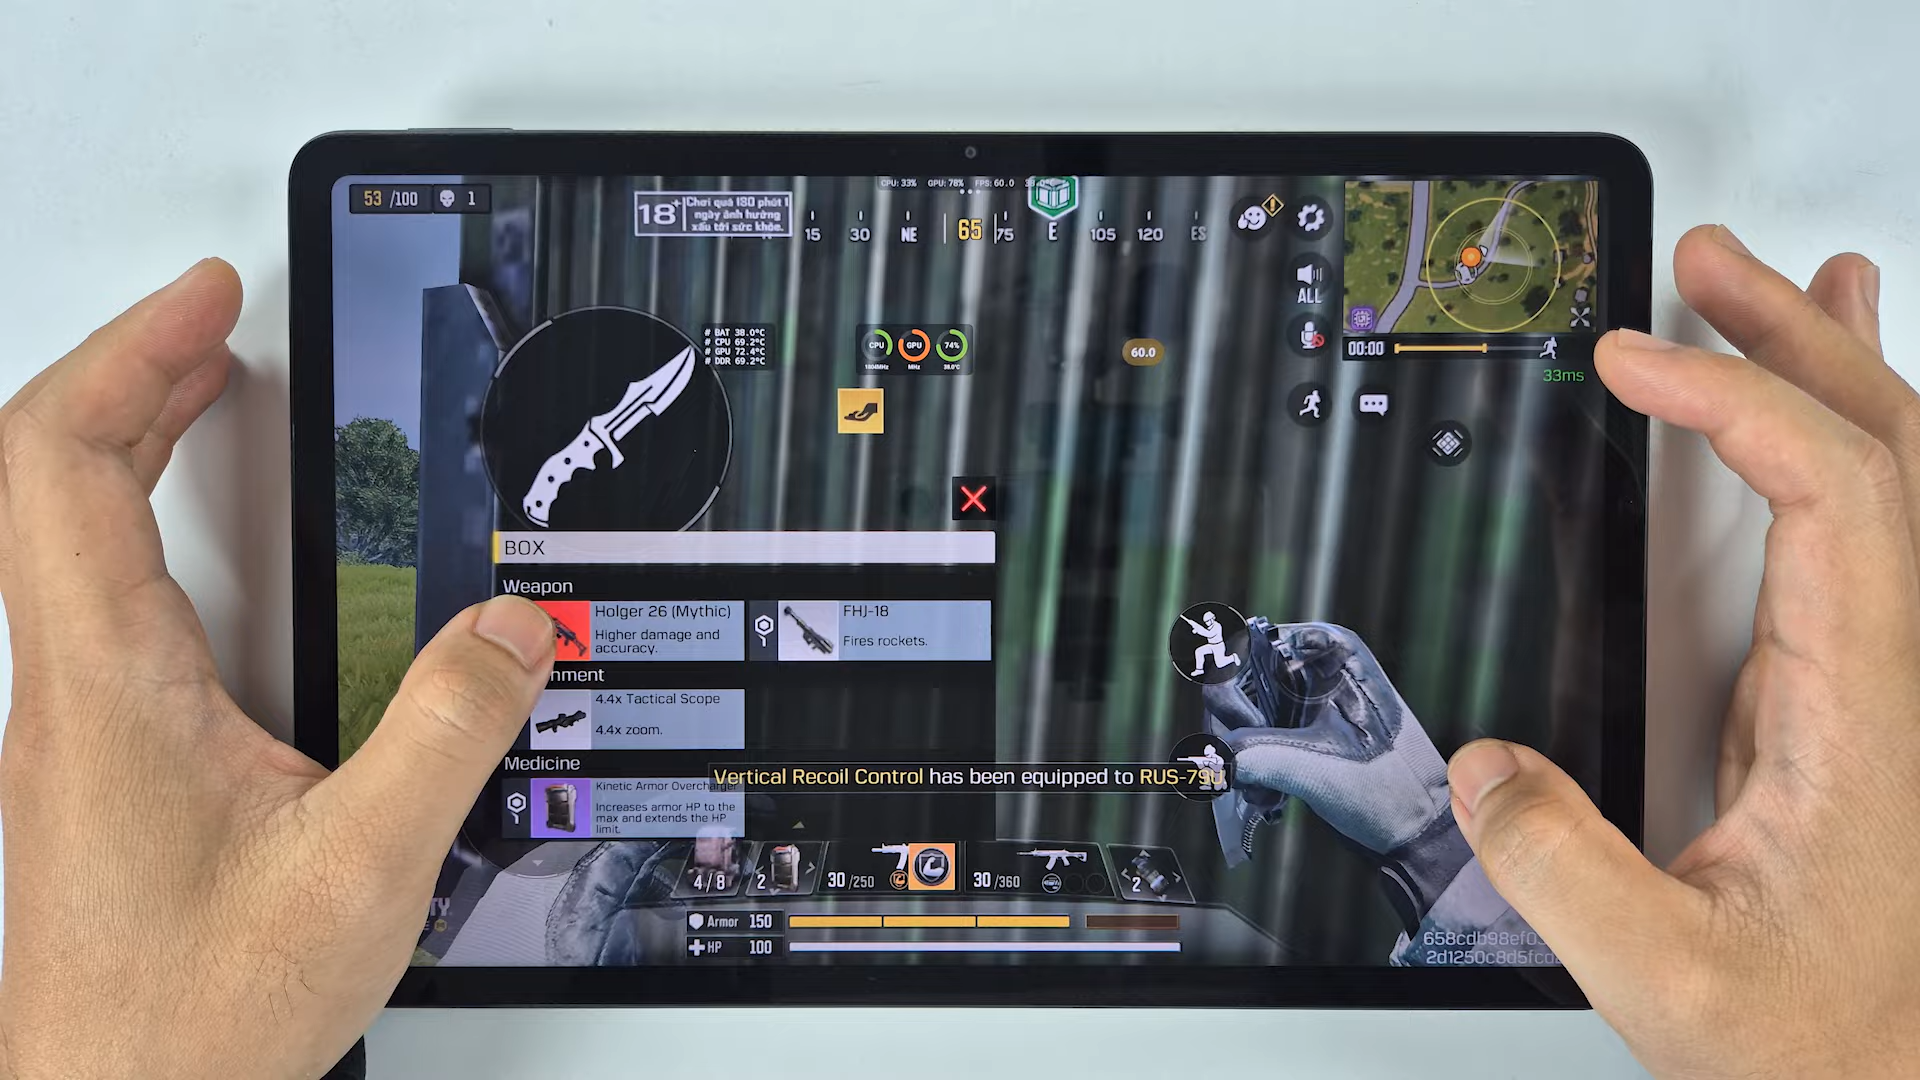 53 /100 1
18+ Chơi quá 180 phút 1
ngày ảnh hưởng
xấu tới sức khỏe.
CPU: 33% GPU: 78% FPS: 60.0
15 30 NE 65 75 E 105 120 ES
ALL
# BAT 38.0°C
# CPU 69.2°C
# GPU 72.4°C
# DDR 69.2°C
CPU GPU 74%
MHz 38.0°C
60.0
00:00
33ms
BOX
Weapon
Holger 26 (Mythic)
Higher damage and
accuracy.
FHJ-18
Fires rockets.
4.4x Tactical Scope
4.4x zoom.
Medicine
Kinetic Armor Overcharger
Increases armor HP to the
max and extends the HP
limit.
Vertical Recoil Control has been equipped to RUS-79U
4/8 2 30 /250 30 /360 2
Armor 150
HP 100